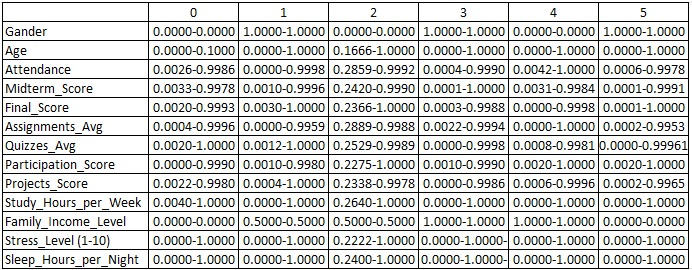 0 1 2 3 4 5
Gander 0.0000-0.0000 1.0000-1.0000 0.0000-0.0000 1.0000-1.0000 0.0000-0.0000 1.0000-1.0000
Age 0.0000-0.1000 0.0000-1.0000 0.1666-1.0000 0.0000-1.0000 0.0000-1.0000 0.0000-1.0000
Attendance 0.0026-0.9986 0.0000-0.9998 0.2859-0.9992 0.0004-0.9990 0.0042-1.0000 0.0006-0.9978
Midterm_Score 0.0033-0.9978 0.0010-0.9996 0.2420-0.9990 0.0001-1.0000 0.0031-0.9984 0.0001-0.9991
Final_Score 0.0020-0.9993 0.0030-1.0000 0.2366-1.0000 0.0003-0.9988 0.0000-0.9998 0.0001-1.0000
Assignments_Avg 0.0004-0.9996 0.0000-0.9959 0.2889-0.9988 0.0022-0.9994 0.0000-1.0000 0.0002-0.9953
Quizzes_Avg 0.0020-1.0000 0.0012-1.0000 0.2529-0.9989 0.0000-0.9998 0.0008-0.9981 0.0000-0.99961
Participation_Score 0.0000-0.9990 0.0010-0.9980 0.2275-1.0000 0.0010-0.9990 0.0020-1.0000 0.0020-1.0000
Projects_Score 0.0022-0.9980 0.0004-1.0000 0.2338-0.9978 0.0000-0.9986 0.0006-0.9996 0.0002-0.9965
Study_Hours_per_Week 0.0040-1.0000 0.0000-1.0000 0.2640-1.0000 0.0000-1.0000 0.0000-1.0000 0.0000-1.0000
Family_Income_Level 0.0000-0.0000 0.5000-0.5000 0.5000-0.5000 1.0000-1.0000 1.0000-1.0000 0.0000-0.0000
Stress_Level (1-10) 0.0000-1.0000 0.0000-1.0000 0.2222-1.0000 0.0000-1.0000- 0.0000-1.0000 0.0000-1.0000
Sleep_Hours_per_Night 0.0000-1.0000 0.0000-1.0000 0.2400-1.0000 0.0000-1.0000 0.0000-1.0000 0.0000-1.0000